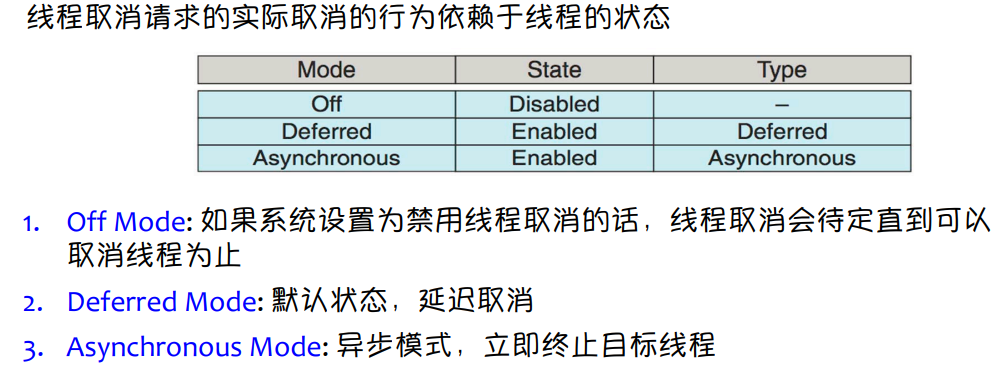 线程取消请求的实际取消的行为依赖于线程的状态
Mode State Type
Off Disabled –
Deferred Enabled Deferred
Asynchronous Enabled Asynchronous
1. Off Mode: 如果系统设置为禁用线程取消的话，线程取消会待定直到可以
取消线程为止
2. Deferred Mode: 默认状态，延迟取消
3. Asynchronous Mode: 异步模式，立即终止目标线程